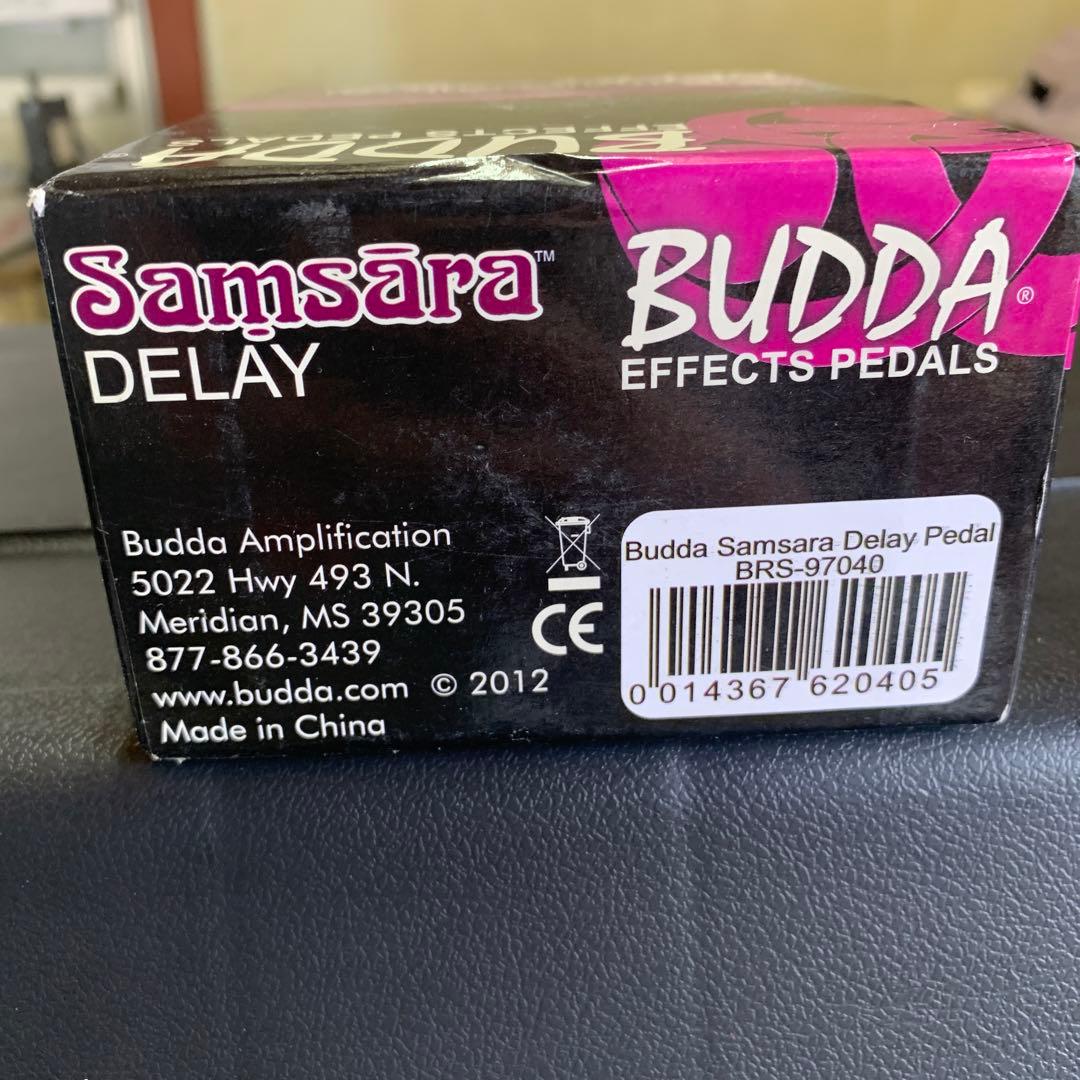 BUDDA
EFFECTS PEDALS
Saṃsāra™
DELAY
BUDDA®
EFFECTS PEDALS
Budda Amplification
5022 Hwy 493 N.
Meridian, MS 39305
877-866-3439
www.budda.com © 2012
Made in China
CE
Budda Samsara Delay Pedal
BRS-97040
0 014367 620405